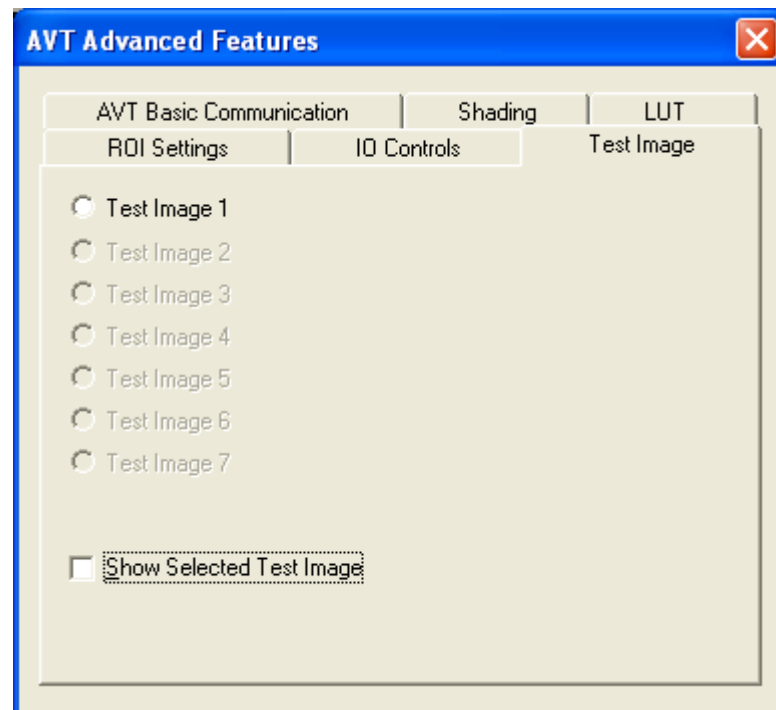 AVT Advanced Features
AVT Basic Communication Shading LUT
ROI Settings IO Controls Test Image
Test Image 1
Test Image 2
Test Image 3
Test Image 4
Test Image 5
Test Image 6
Test Image 7
Show Selected Test Image